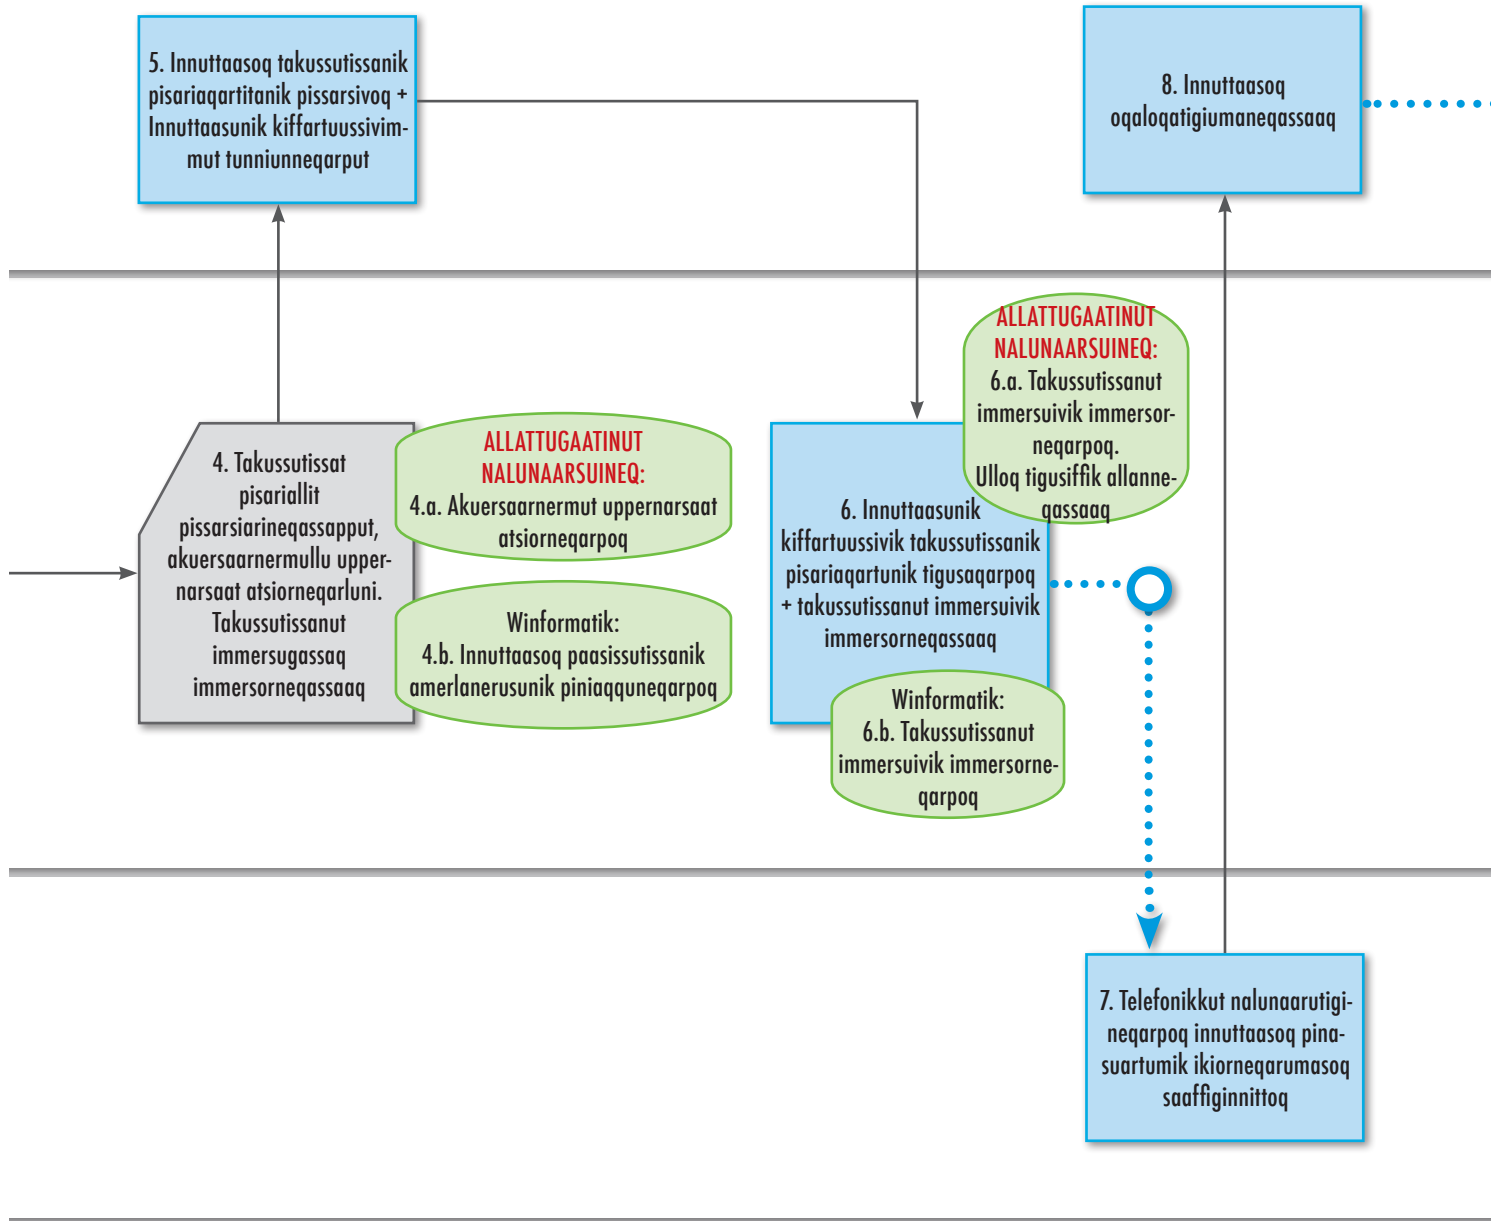 5. Innuttaasoq takussutissanik
pisariaqartitanik pissarsivoq +
Innuttaasunik kiffartuussivim-
mut tunniunneqarput
8. Innuttaasoq
oqaloqatigiumaneqassaaq
4. Takussutissat
pisariallit
pissarsiarineqassapput,
akuersaarnermullu upper-
narsaat atsiorneqarluni.
Takussutissanut
immersugassaq
immersorneqassaaq
ALLATTUGAATINUT
NALUNAARSUINEQ:
4.a. Akuersaarnermut uppernarsaat
atsiorneqarpoq
Winformatik:
4.b. Innuttaasoq paasissutissanik
amerlanerusunik piniaqquneqarpoq
6. Innuttaasunik
kiffartuussivik takussutissanik
pisariaqartunik tigusaqarpoq
+ takussutissanut immersuivik
immersorneqassaaq
ALLATTUGAATINUT
NALUNAARSUINEQ:
6.a. Takussutissanut
immersuivik immersor-
neqarpoq.
Ulloq tigusiffik allanne-
qassaaq
Winformatik:
6.b. Takussutissanut
immersuivik immersorne-
qarpoq
7. Telefonikkut nalunaarutigi-
neqarpoq innuttaasoq pina-
suartumik ikiorneqarumasoq
saaffiginnittoq